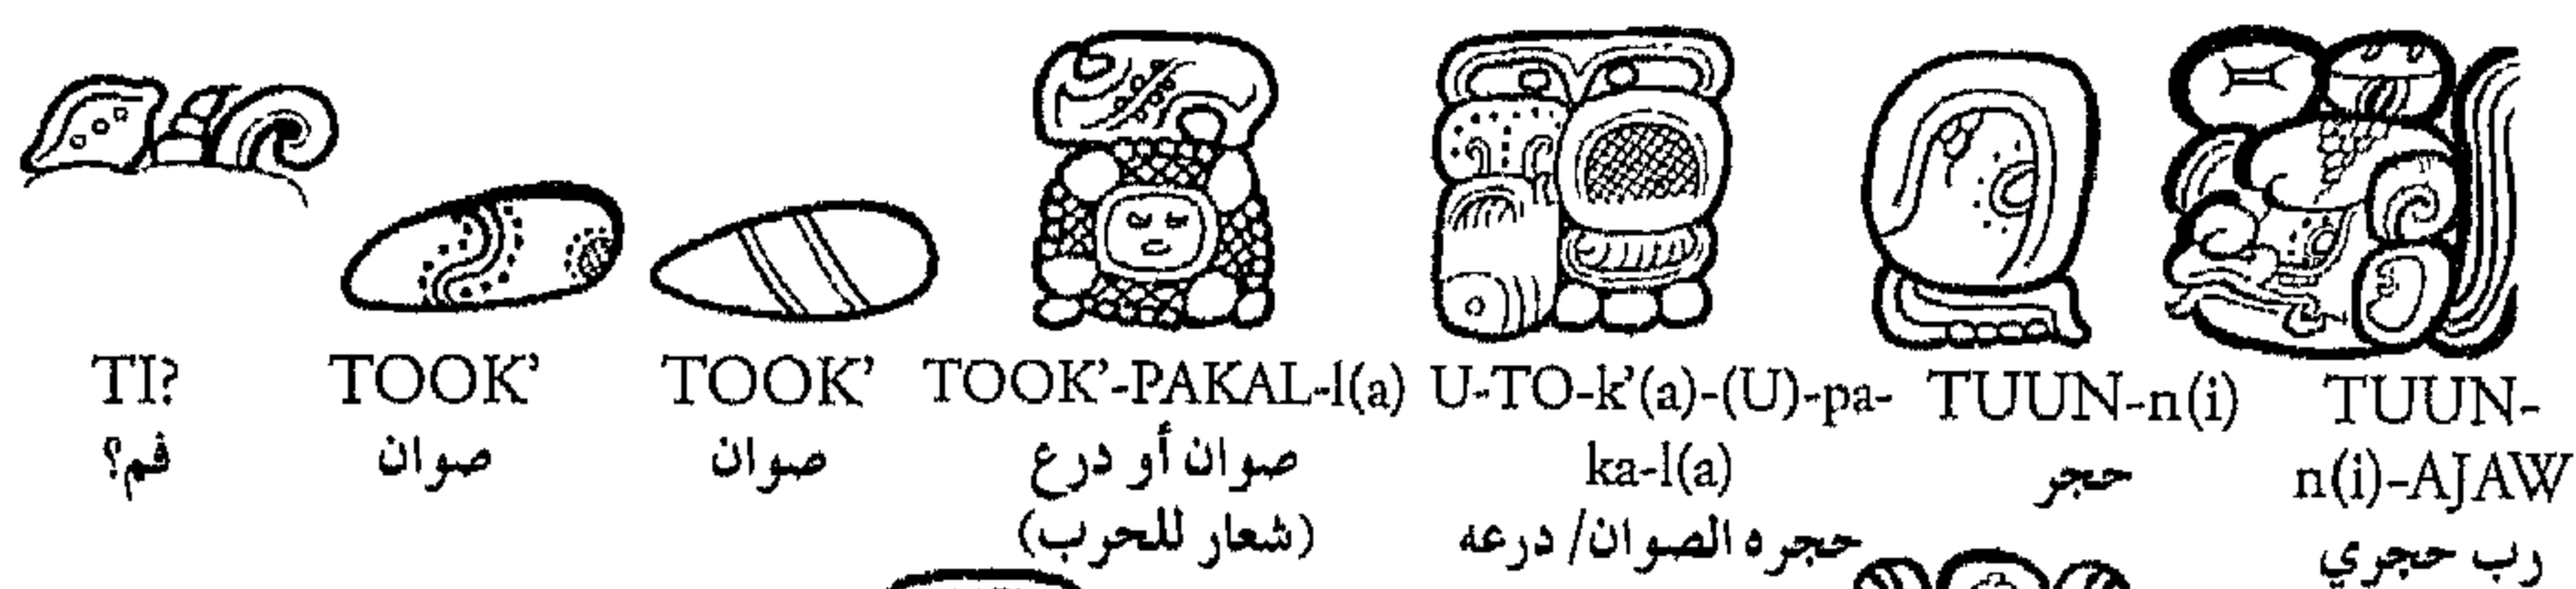 TI? TOOK' TOOK' TOOK'-PAKAL-l(a) U-TO-k'(a)-(U)-pa- TUUN-n(i) TUUN-
فم؟ صوان صوان صوان أو درع ka-l(a) حجر n(i)-AJAW
(شعار للحرب) حجره الصوان/ درعه رب حجري